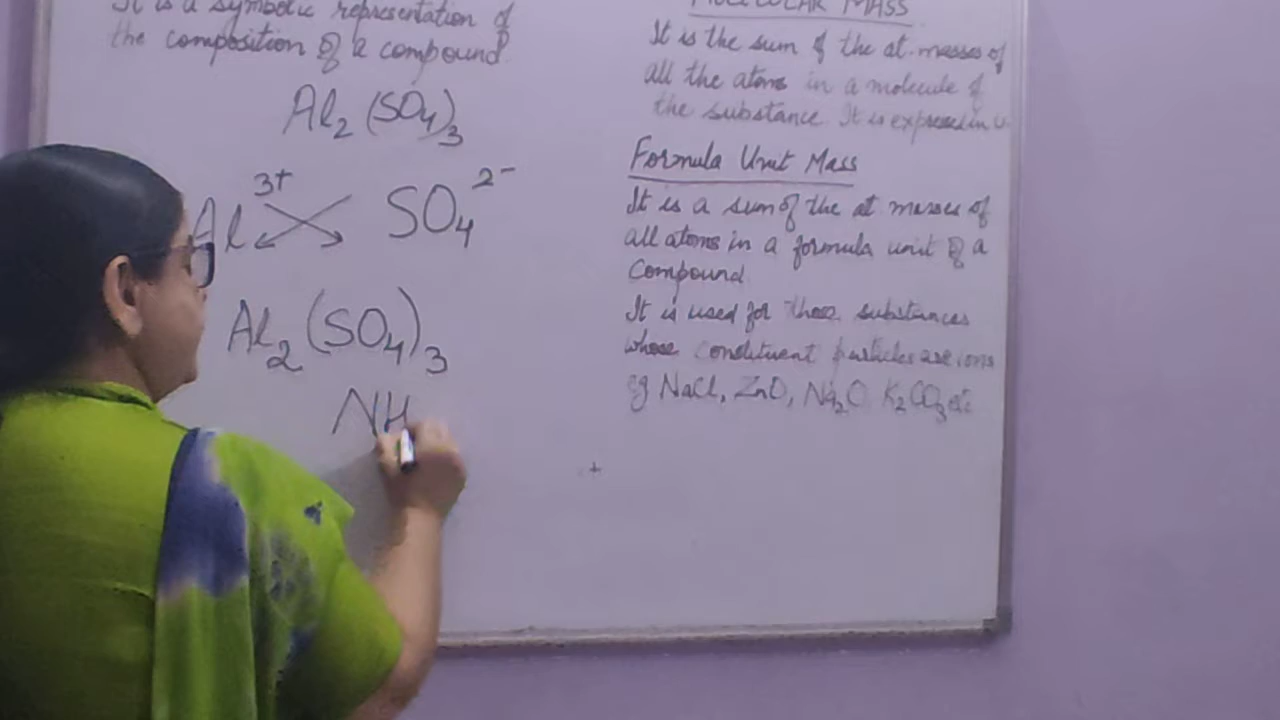 It is a symbolic representation of
the composition of a compound
Al₂(SO₄)₃
Al³⁺ SO₄²⁻
Al₂(SO₄)₃
NH
MOLECULAR MASS
It is the sum of the at. masses of
all the atoms in a molecule of
the substance. It is expressed in u
Formula Unit Mass
It is a sum of the at masses of
all atoms in a formula unit of a
Compound
It is used for those substances
whose constituent particles are ions
eg NaCl, ZnO, Na₂O K₂CO₃ etc